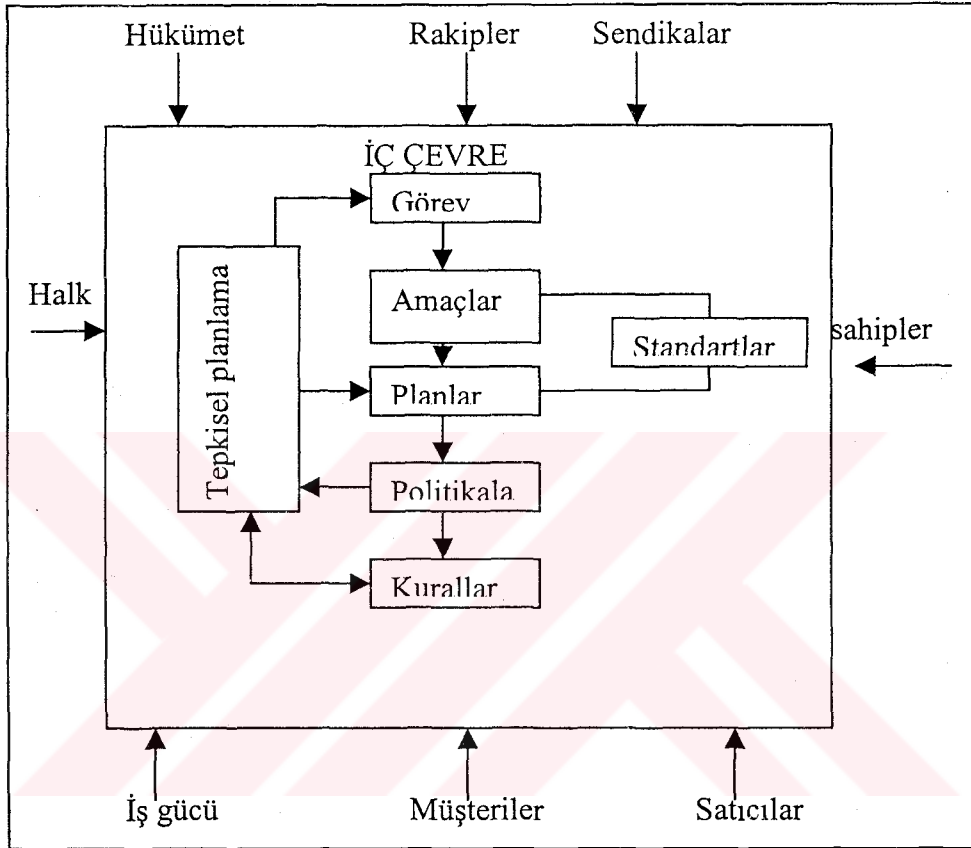 Hükümet Rakipler Sendikalar
İÇ ÇEVRE
Görev
Halk
Amaçlar
Standartlar
sahipler
Tepkisel planlama
Planlar
Politikala
Kurallar
İş gücü Müşteriler Satıcılar